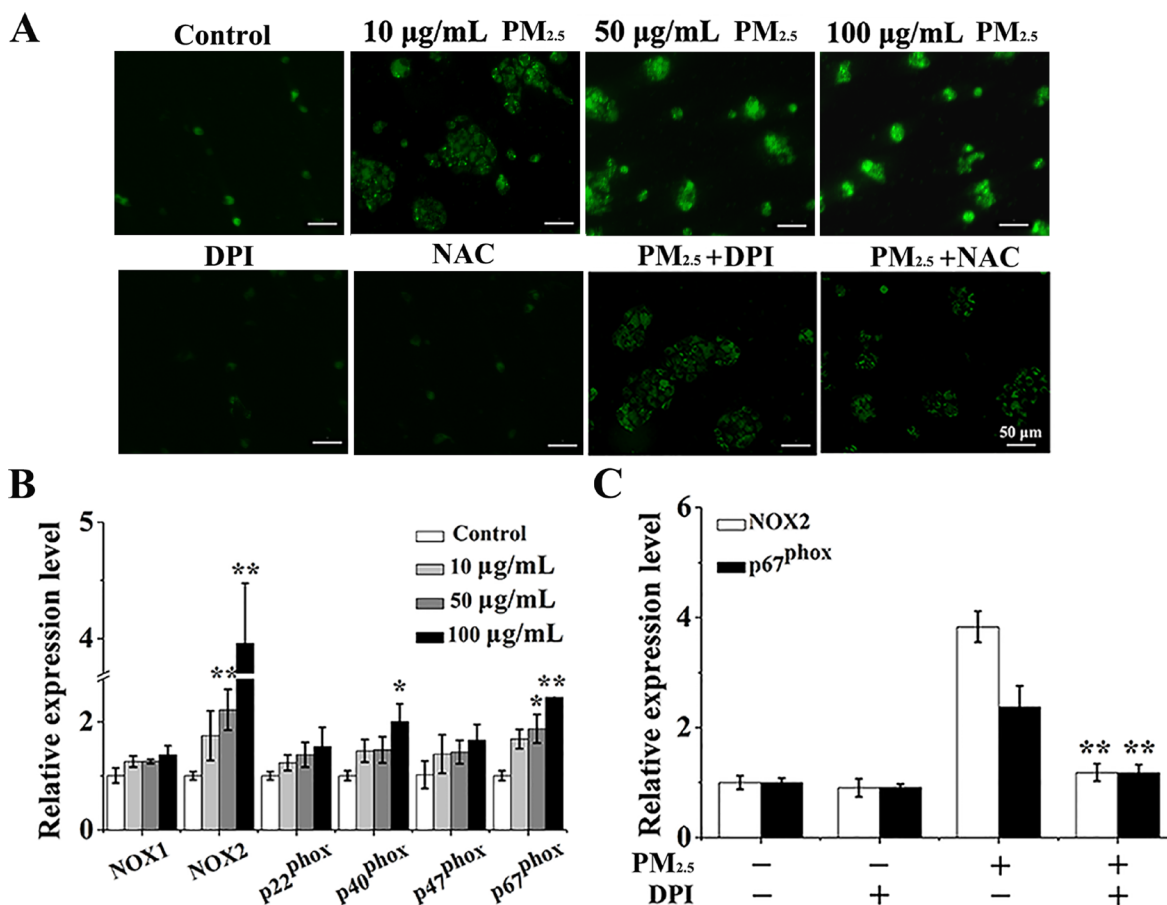 A
Control
10 µg/mL PM2.5
50 µg/mL PM2.5
100 µg/mL PM2.5
DPI
NAC
PM2.5+DPI
PM2.5+NAC
50 µm
B
Relative expression level
5
4
2
0
Control
10 µg/mL
50 µg/mL
100 µg/mL
**
**
*
*
**
NOX1
NOX2
p22phox
p40phox
p47phox
p67phox
C
Relative expression level
6
4
2
0
NOX2
p67phox
** **
PM2.5 − − + +
DPI − + − +